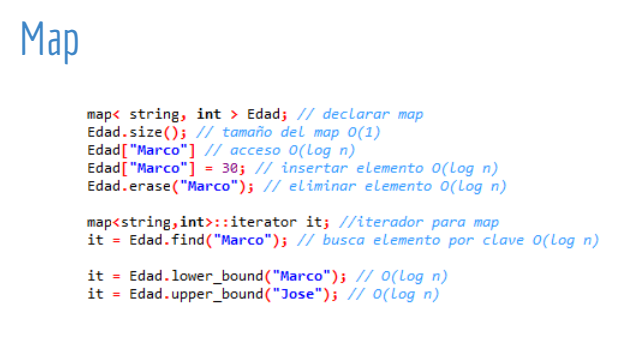 Map
map< string, int > Edad; // declarar map
Edad.size(); // tamaño del map O(1)
Edad["Marco"] // acceso O(log n)
Edad["Marco"] = 30; // insertar elemento O(log n)
Edad.erase("Marco"); // eliminar elemento O(log n)
map<string,int>::iterator it; //iterador para map
it = Edad.find("Marco"); // busca elemento por clave O(log n)
it = Edad.lower_bound("Marco"); // O(log n)
it = Edad.upper_bound("Jose"); // O(log n)